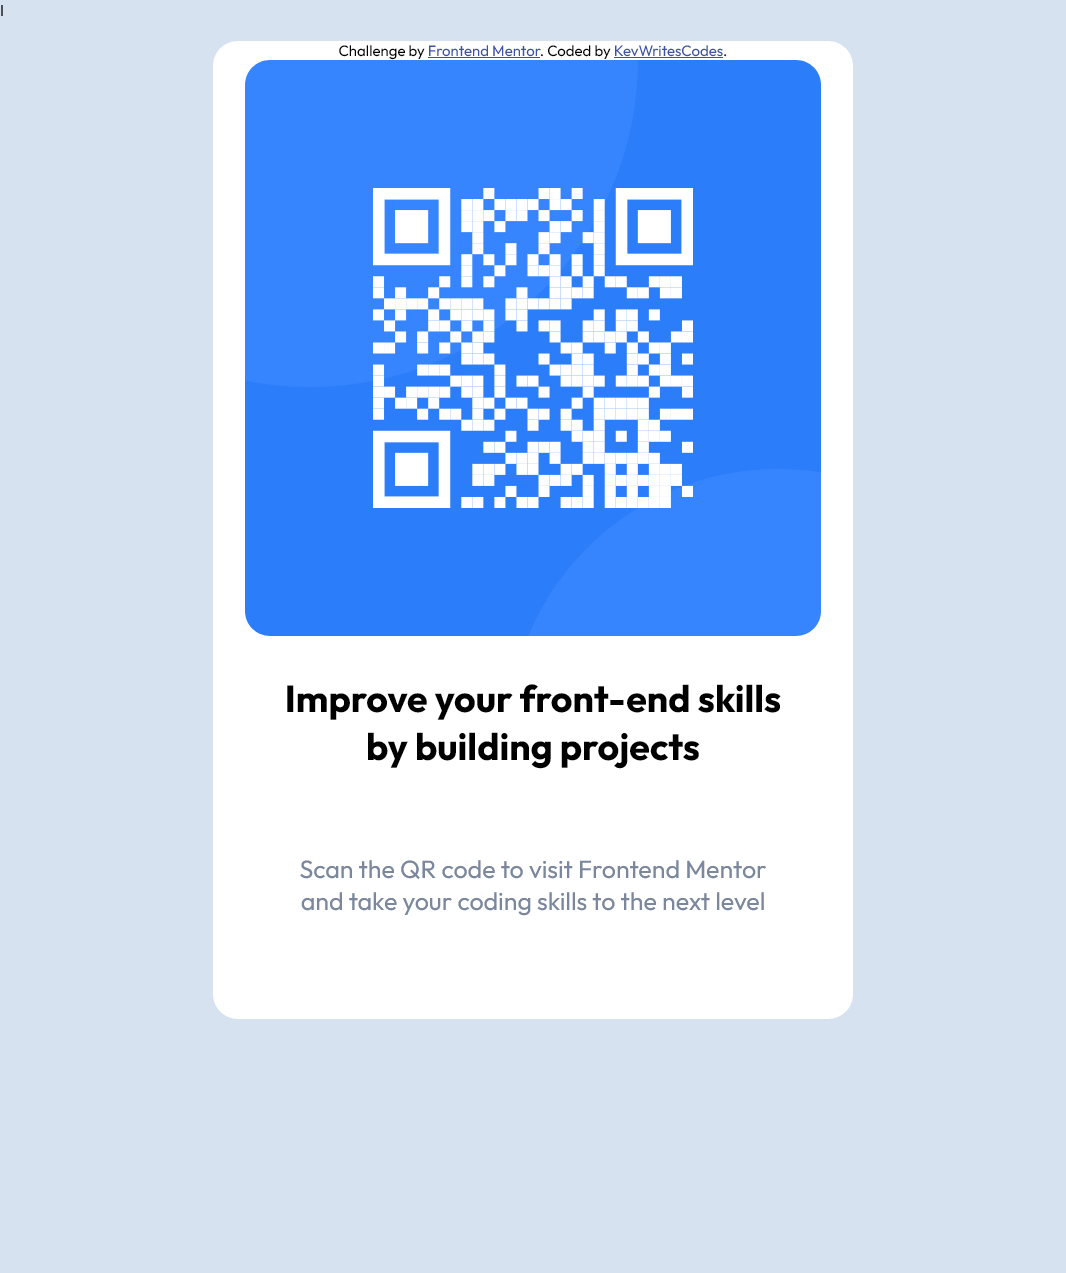 l
Challenge by Frontend Mentor. Coded by KevWritesCodes.
Improve your front-end skills
by building projects
Scan the QR code to visit Frontend Mentor
and take your coding skills to the next level